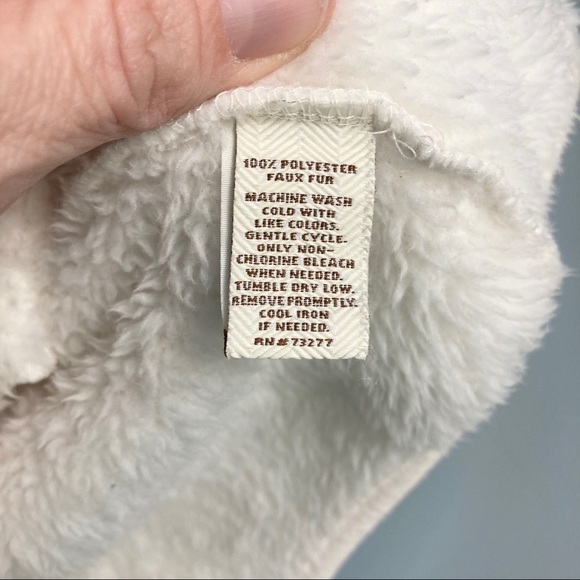 100% POLYESTER
FAUX FUR
MACHINE WASH
COLD WITH
LIKE COLORS.
GENTLE CYCLE.
ONLY NON-
CHLORINE BLEACH
WHEN NEEDED.
TUMBLE DRY LOW.
REMOVE PROMPTLY.
COOL IRON
IF NEEDED.
RN# 73277